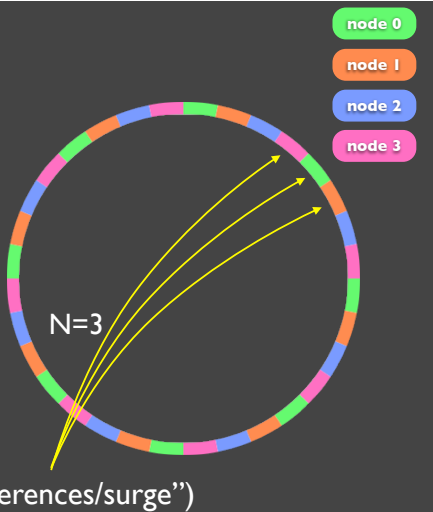 node 0
node 1
node 2
node 3
N=3
erences/surge”)